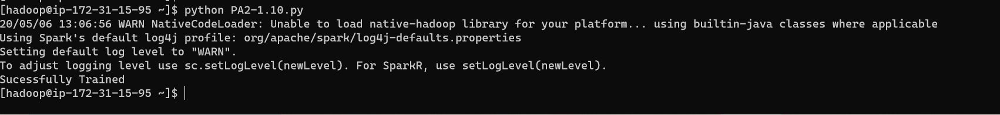 [hadoop@ip-172-31-15-95 ~]$ python PA2-1.10.py
20/05/06 13:06:56 WARN NativeCodeLoader: Unable to load native-hadoop library for your platform... using builtin-java classes where applicable
Using Spark's default log4j profile: org/apache/spark/log4j-defaults.properties
Setting default log level to "WARN".
To adjust logging level use sc.setLogLevel(newLevel). For SparkR, use setLogLevel(newLevel).
Sucessfully Trained
[hadoop@ip-172-31-15-95 ~]$